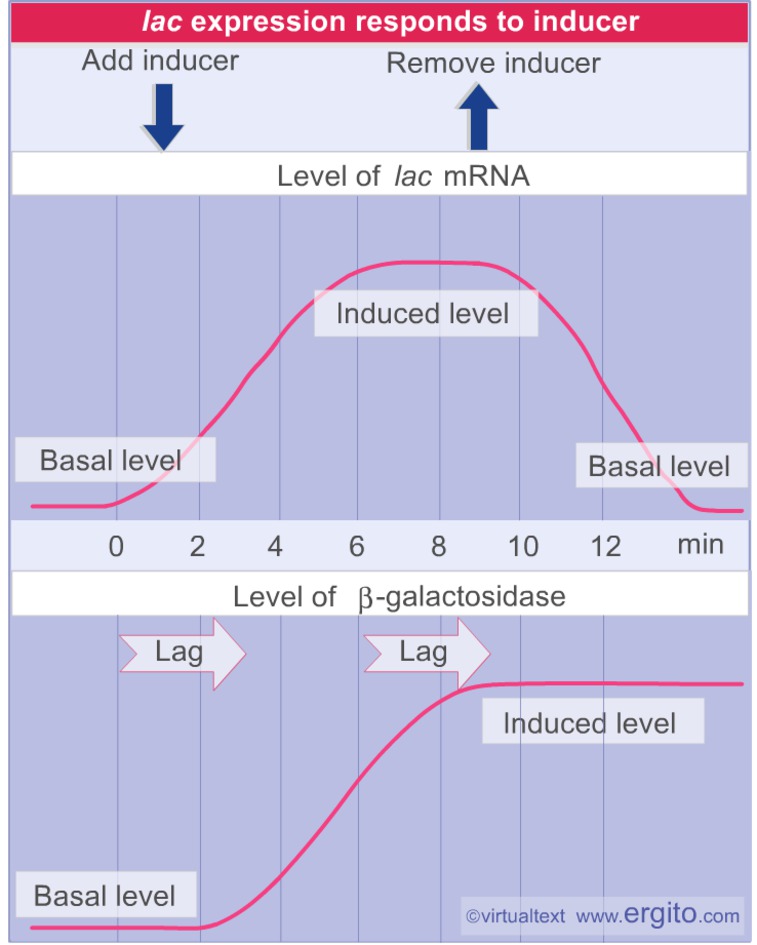 lac expression responds to inducer
Add inducer Remove inducer
Level of lac mRNA
Induced level
Basal level
Basal level
0 2 4 6 8 10 12 min
Level of β-galactosidase
Lag Lag
Induced level
Basal level
©virtualtext www.ergito.com